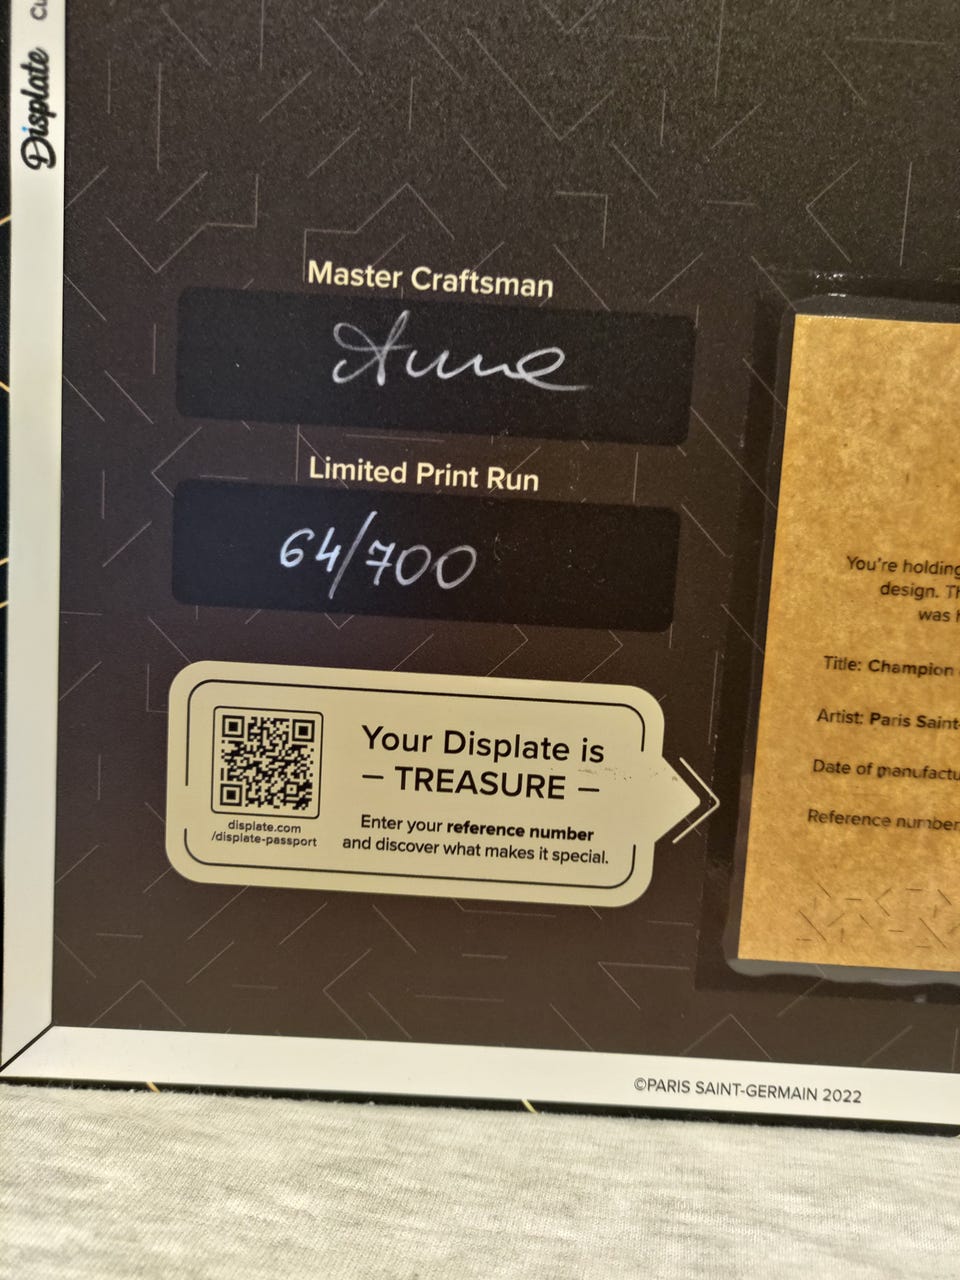 Displate
Master Craftsman
Anne
Limited Print Run
64/700
displate.com
/displate-passport
Your Displate is
– TREASURE –
Enter your reference number
and discover what makes it special.
You're holding
design.
was
Title: Champion
Artist: Paris Saint-
Date of manufactu
Reference number
©PARIS SAINT-GERMAIN 2022